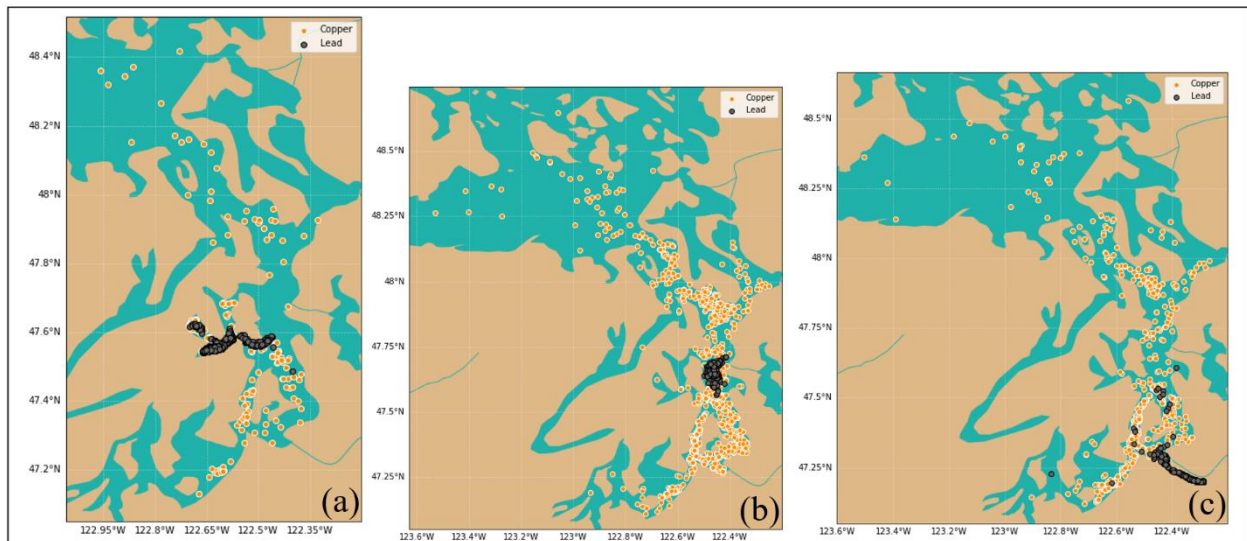 Copper
Lead
48.4°N
48.2°N
48°N
47.8°N
47.6°N
47.4°N
47.2°N
122.95°W 122.8°W 122.65°W 122.5°W 122.35°W
(a)
Copper
Lead
48.5°N
48.25°N
48°N
47.75°N
47.5°N
47.25°N
123.6°W 123.4°W 123.2°W 123°W 122.8°W 122.6°W 122.4°W
(b)
Copper
Lead
48.5°N
48.25°N
48°N
47.75°N
47.5°N
47.25°N
123.6°W 123.4°W 123.2°W 123°W 122.8°W 122.6°W 122.4°W
(c)